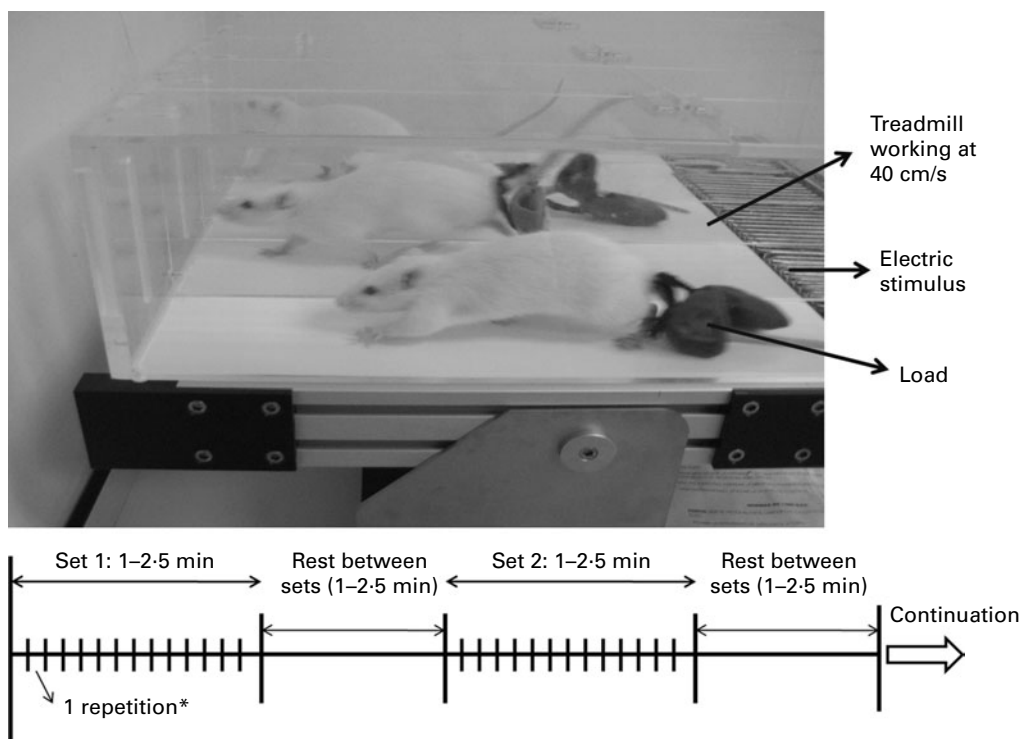 Treadmill
working at
40 cm/s
Electric
stimulus
Load
Set 1: 1–2·5 min
Rest between
sets (1–2·5 min)
Set 2: 1–2·5 min
Rest between
sets (1–2·5 min)
Continuation
1 repetition*